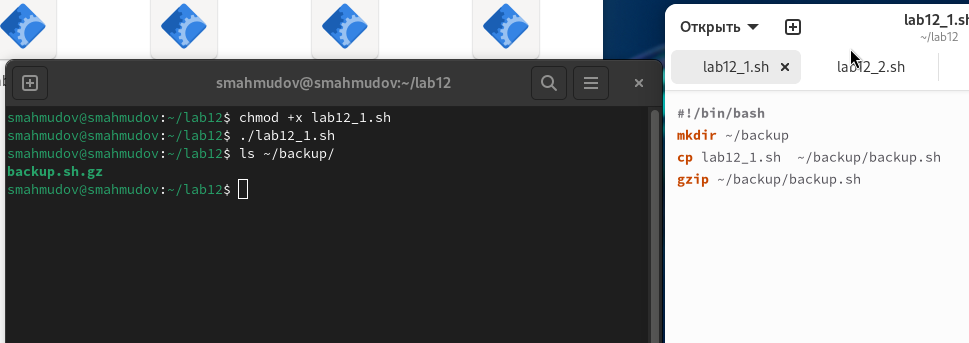 smahmudov@smahmudov:~/lab12
smahmudov@smahmudov:~/lab12$ chmod +x lab12_1.sh
smahmudov@smahmudov:~/lab12$ ./lab12_1.sh
smahmudov@smahmudov:~/lab12$ ls ~/backup/
backup.sh.gz
smahmudov@smahmudov:~/lab12$
Открыть
lab12_1.sh
~/lab12
lab12_1.sh
lab12_2.sh
#!/bin/bash
mkdir ~/backup
cp lab12_1.sh  ~/backup/backup.sh
gzip ~/backup/backup.sh